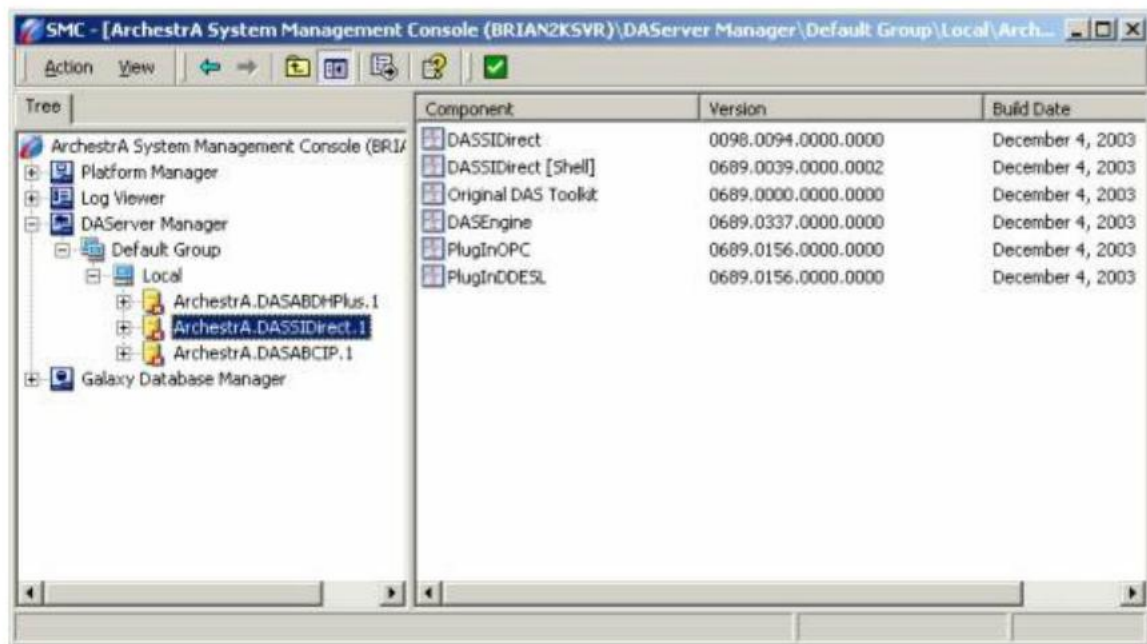 SMC - [ArchestrA System Management Console (BRIAN2KSVR)\DAServer Manager\Default Group\Local\Arch...
Action View
Tree
ArchestrA System Management Console (BRIA
Platform Manager
Log Viewer
DAServer Manager
Default Group
Local
ArchestrA.DASABDHPlus.1
ArchestrA.DASSIDirect.1
ArchestrA.DASABCIP.1
Galaxy Database Manager
Component Version Build Date
DASSIDirect 0098.0094.0000.0000 December 4, 2003
DASSIDirect [Shell] 0689.0039.0000.0002 December 4, 2003
Original DAS Toolkit 0689.0000.0000.0000 December 4, 2003
DASEngine 0689.0337.0000.0000 December 4, 2003
PlugInOPC 0689.0156.0000.0000 December 4, 2003
PlugInDDESL 0689.0156.0000.0000 December 4, 2003